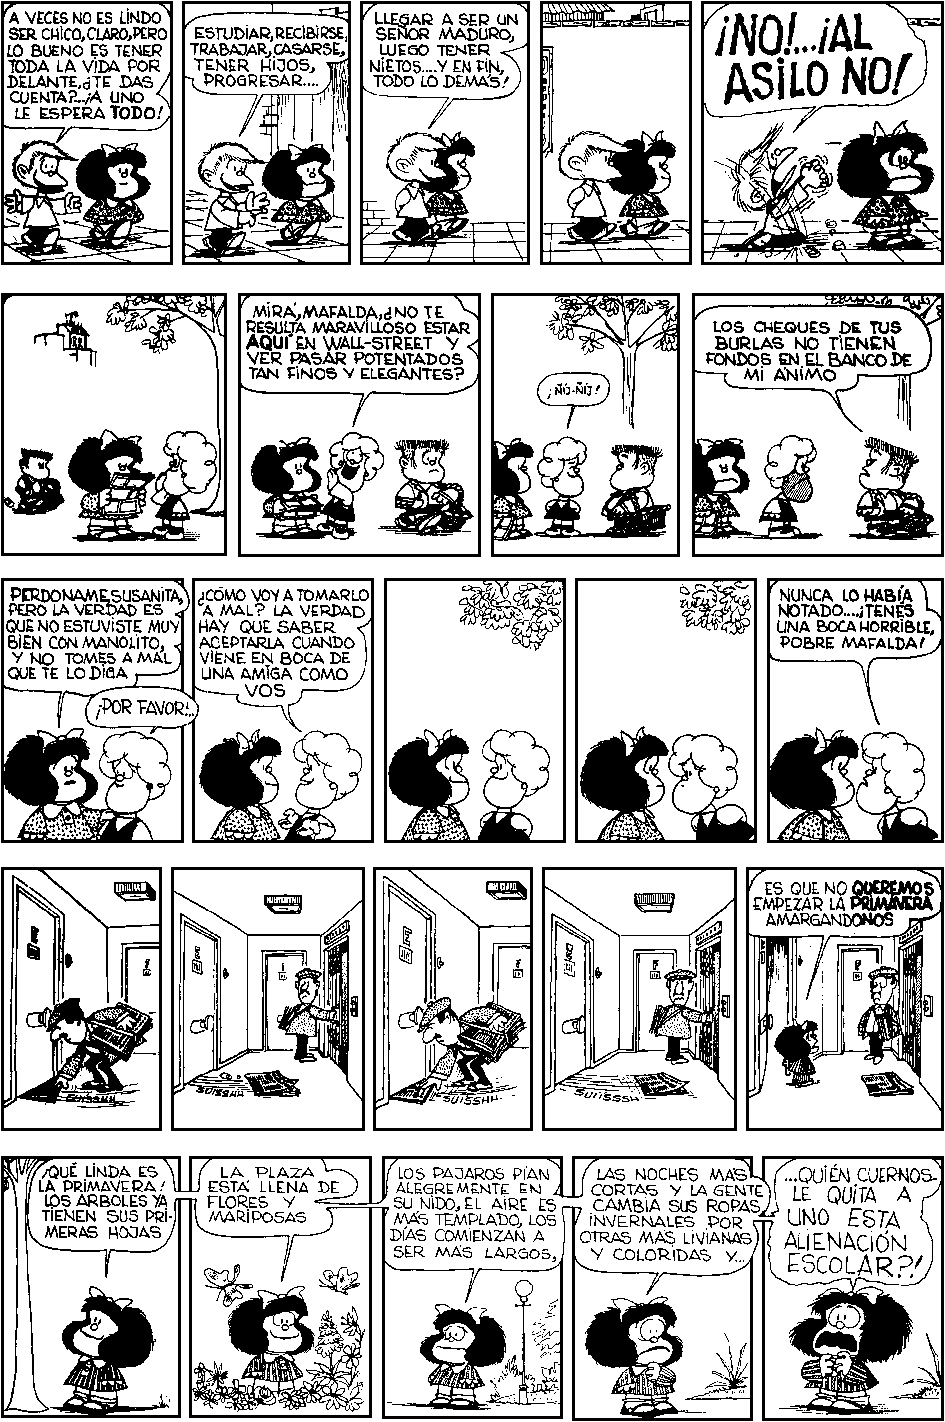 A VECES NO ES LINDO
SER CHICO, CLARO, PERO
LO BUENO ES TENER
TODA LA VIDA POR
DELANTE, ¿TE DAS
CUENTA?...¡A UNO
LE ESPERA TODO!
ESTUDIAR, RECIBIRSE,
TRABAJAR, CASARSE,
TENER HIJOS,
PROGRESAR....
LLEGAR A SER UN
SEÑOR MADURO,
LUEGO TENER
NIETOS....Y EN FIN,
TODO LO DEMÁS!
¡NO!...¡AL
ASILO NO!
MIRÁ, MAFALDA, ¿NO TE
RESULTA MARAVILLOSO ESTAR
AQUÍ EN WALL-STREET Y
VER PASAR POTENTADOS
TAN FINOS Y ELEGANTES?
¡ÑIJ-ÑIJ!
LOS CHEQUES DE TUS
BURLAS NO TIENEN
FONDOS EN EL BANCO DE
MI ANIMO
PERDONAME, SUSANITA,
PERO LA VERDAD ES
QUE NO ESTUVISTE MUY
BIEN CON MANOLITO,
Y NO TOMES A MAL
QUE TE LO DIGA
¡POR FAVOR!..
¿CÓMO VOY A TOMARLO
A MAL? LA VERDAD
HAY QUE SABER
ACEPTARLA CUANDO
VIENE EN BOCA DE
UNA AMIGA COMO
VOS
NUNCA LO HABÍA
NOTADO....¡TENES
UNA BOCA HORRIBLE,
POBRE MAFALDA!
SUISSHH
SUISSHH
SUISSHH
SUIISSSH
ES QUE NO QUEREMOS
EMPEZAR LA PRIMAVERA
AMARGANDONOS
¡QUÉ LINDA ES
LA PRIMAVERA!
LOS ARBOLES YA
TIENEN SUS PRI-
MERAS HOJAS
LA PLAZA
ESTÁ LLENA DE
FLORES Y
MARIPOSAS
LOS PAJAROS PIAN
ALEGREMENTE EN
SU NIDO, EL AIRE ES
MÁS TEMPLADO, LOS
DÍAS COMIENZAN A
SER MÁS LARGOS,
LAS NOCHES MÁS
CORTAS Y LA GENTE
CAMBIA SUS ROPAS
INVERNALES POR
OTRAS MAS LIVIANAS
Y COLORIDAS Y...
...QUIÉN CUERNOS
LE QUITA A
UNO ESTA
ALIENACIÓN
ESCOLAR?!